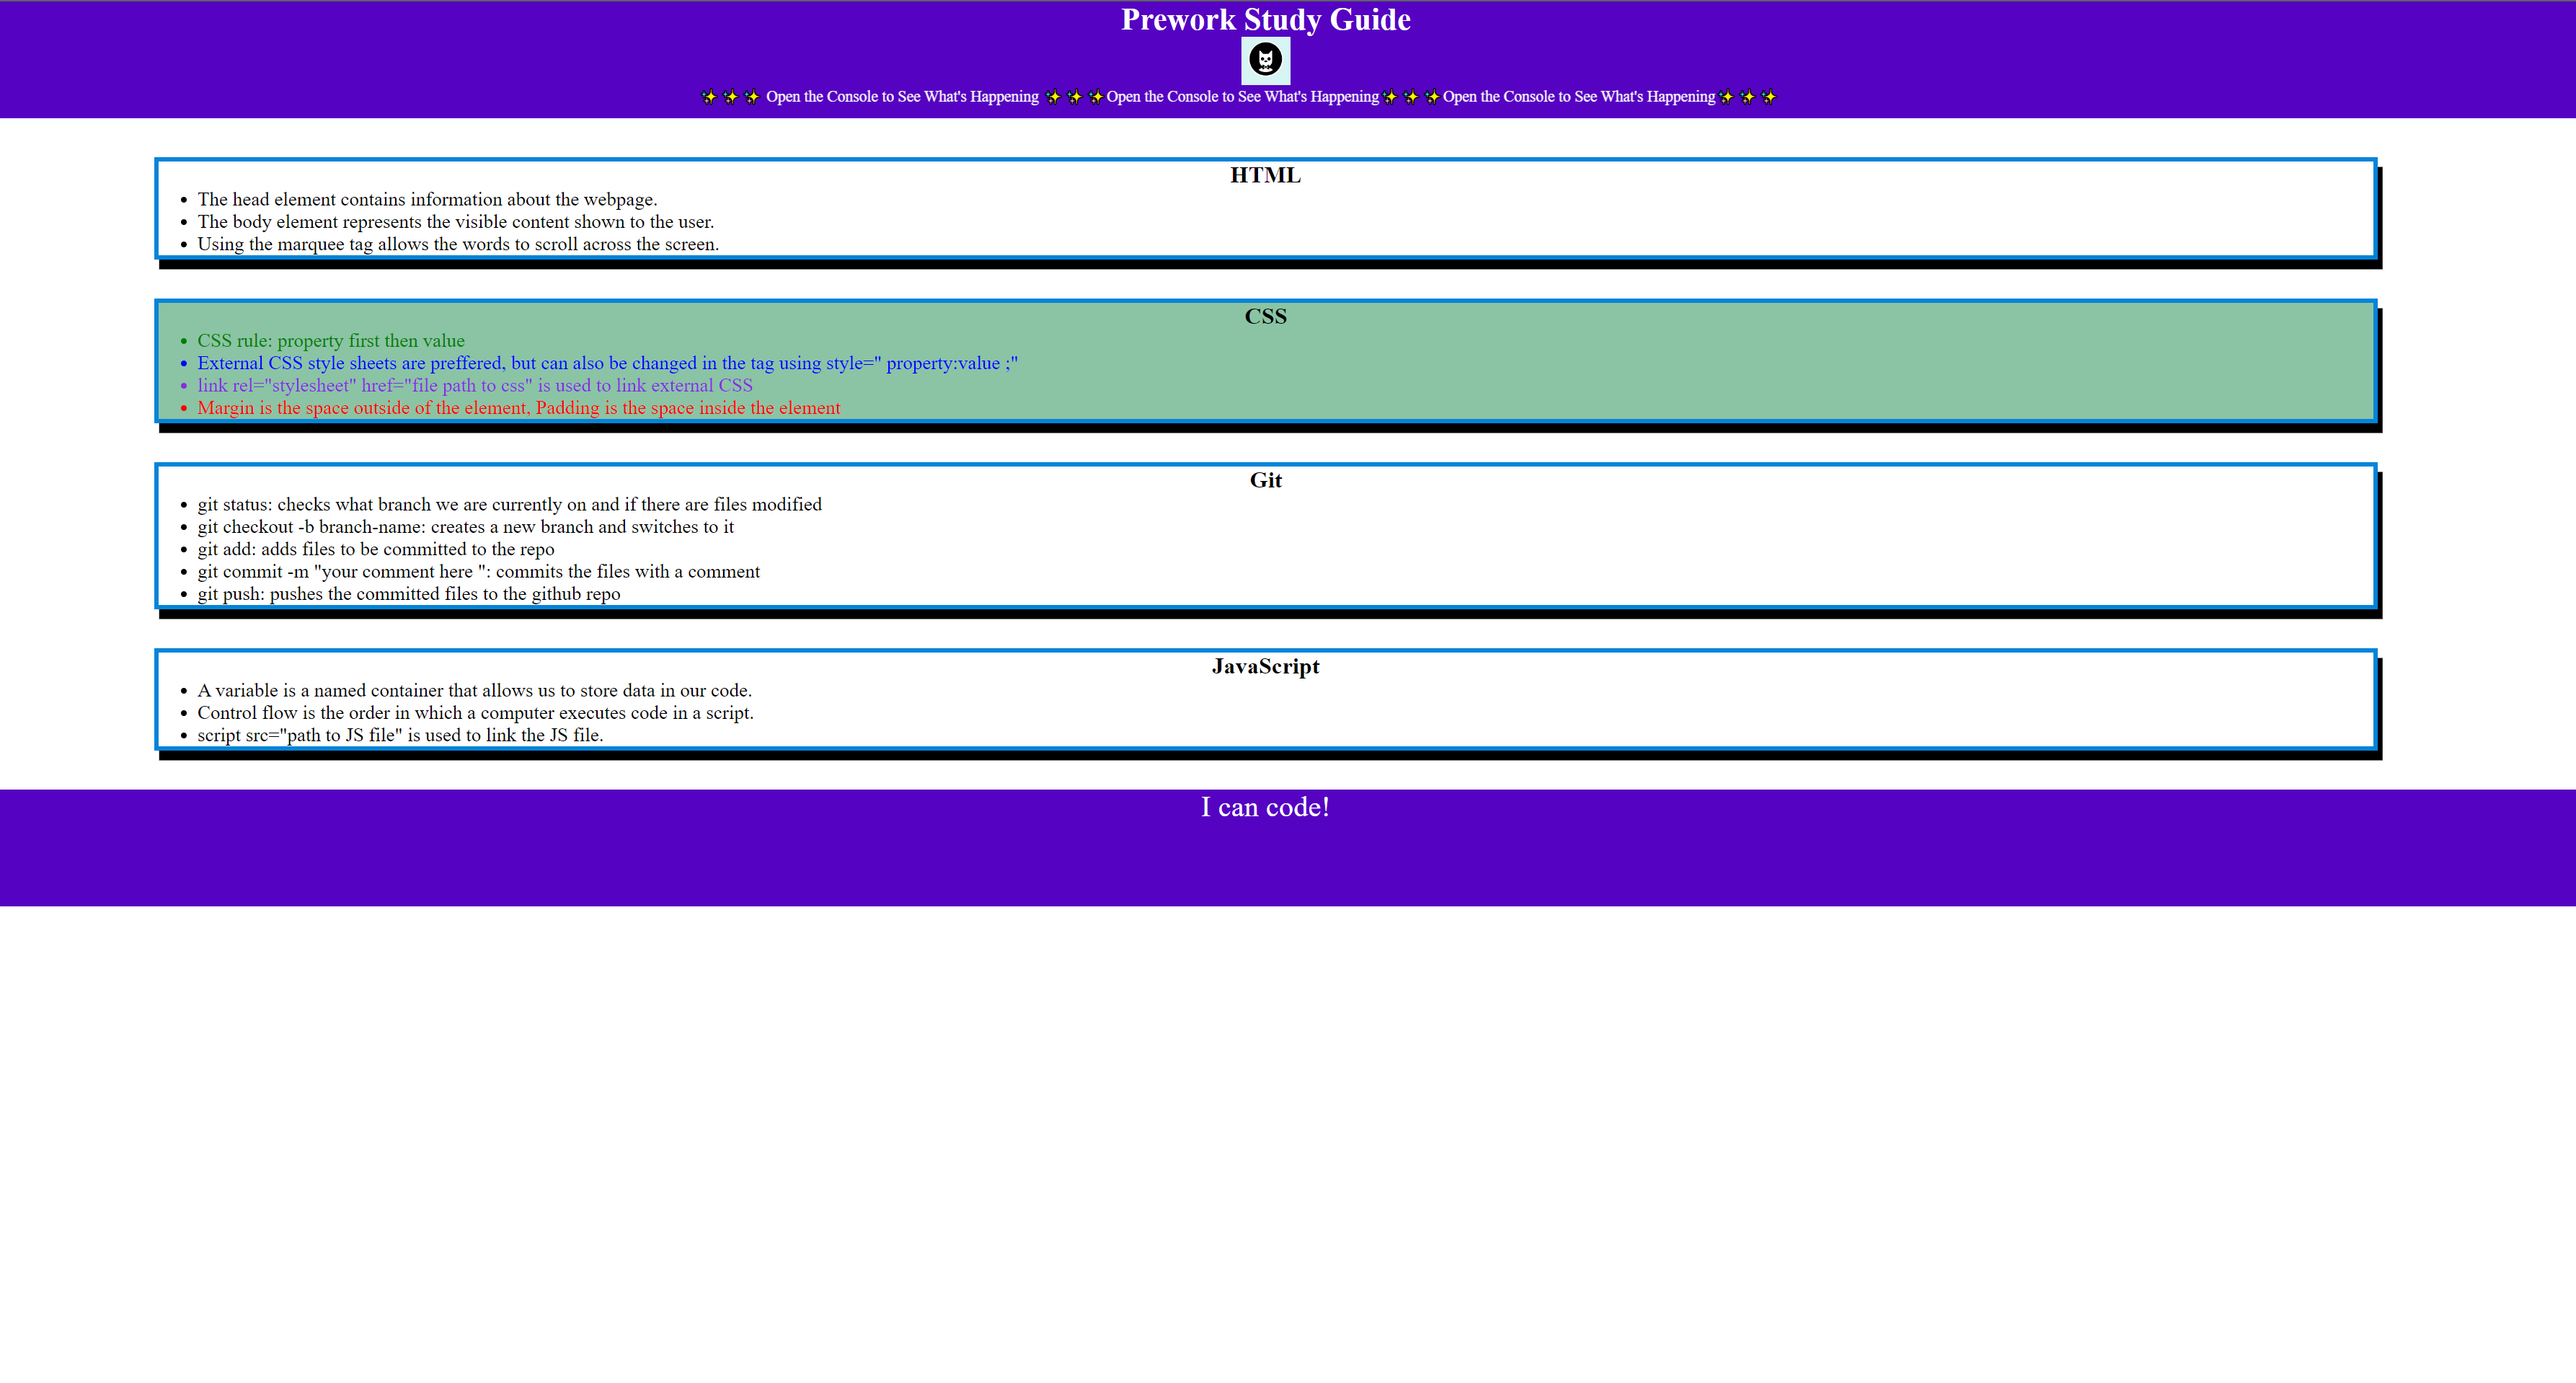 Prework Study Guide
✨ ✨ ✨ Open the Console to See What's Happening ✨ ✨ ✨ Open the Console to See What's Happening ✨ ✨ ✨ Open the Console to See What's Happening ✨ ✨ ✨
HTML
• The head element contains information about the webpage.
• The body element represents the visible content shown to the user.
• Using the marquee tag allows the words to scroll across the screen.
CSS
• CSS rule: property first then value
• External CSS style sheets are preffered, but can also be changed in the tag using style=" property:value ;"
• link rel="stylesheet" href="file path to css" is used to link external CSS
• Margin is the space outside of the element, Padding is the space inside the element
Git
• git status: checks what branch we are currently on and if there are files modified
• git checkout -b branch-name: creates a new branch and switches to it
• git add: adds files to be committed to the repo
• git commit -m "your comment here ": commits the files with a comment
• git push: pushes the committed files to the github repo
JavaScript
• A variable is a named container that allows us to store data in our code.
• Control flow is the order in which a computer executes code in a script.
• script src="path to JS file" is used to link the JS file.
I can code!